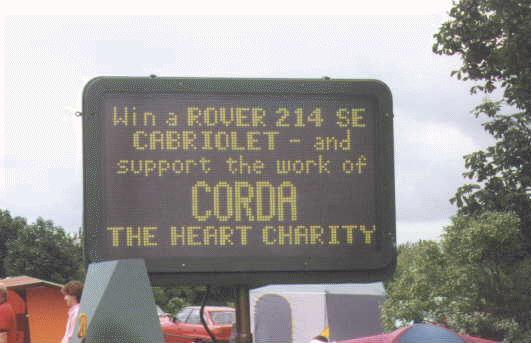 Win a ROVER 214 SE
CABRIOLET - and
support the work of
CORDA
THE HEART CHARITY